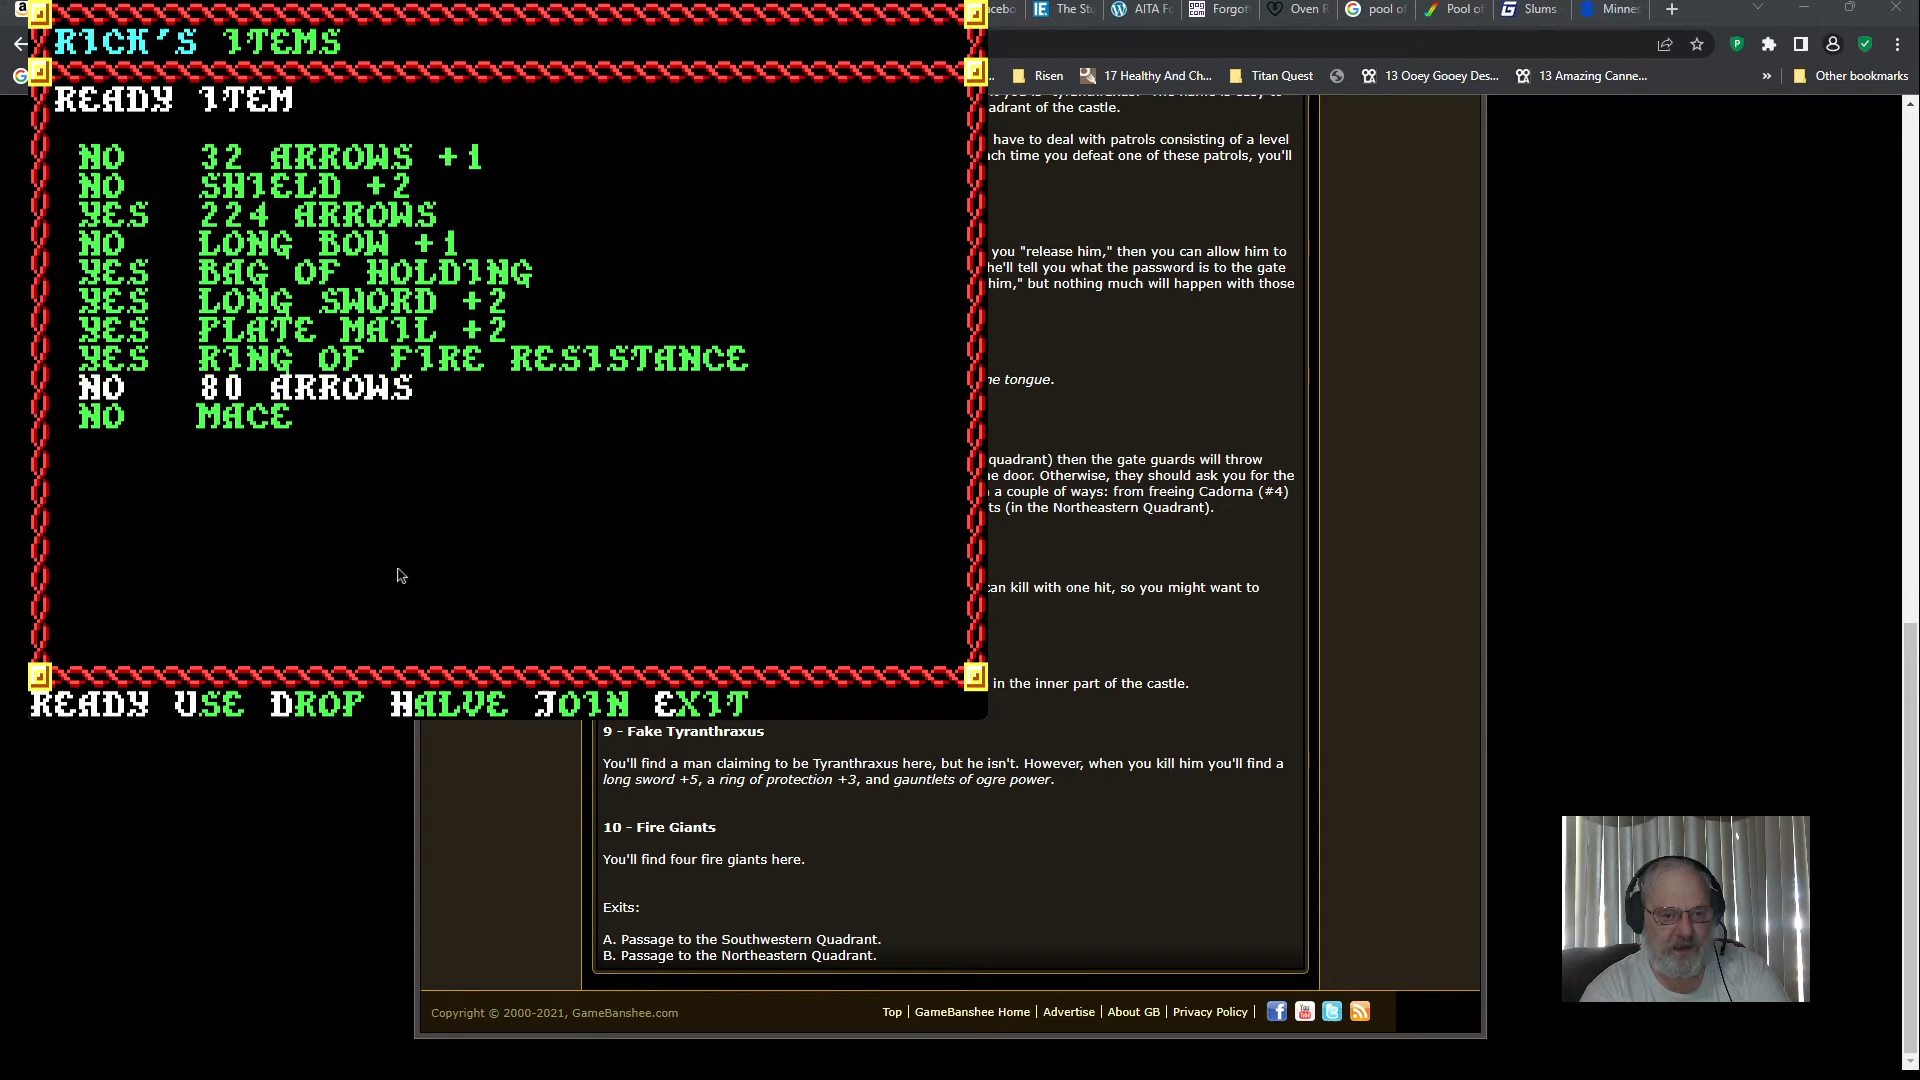 RICK'S ITEMS
READY ITEM
NO 32 ARROWS +1
NO SHIELD +2
YES 224 ARROWS
NO LONG BOW +1
YES BAG OF HOLDING
YES LONG SWORD +2
YES PLATE MAIL +2
YES RING OF FIRE RESISTANCE
NO 80 ARROWS
NO MACE
READY USE DROP HALVE JOIN EXIT
The Stu
AITA Fo
Forgot
Oven R
pool of
Pool of
Slums -
Minnes
Risen
17 Healthy And Ch...
Titan Quest
13 Ooey Gooey Des...
13 Amazing Canne...
»
Other bookmarks
adrant of the castle.
have to deal with patrols consisting of a level
ch time you defeat one of these patrols, you'll
you "release him," then you can allow him to
he'll tell you what the password is to the gate
him," but nothing much will happen with those
ne tongue.
quadrant) then the gate guards will throw
he door. Otherwise, they should ask you for the
a couple of ways: from freeing Cadorna (#4)
ts (in the Northeastern Quadrant).
can kill with one hit, so you might want to
in the inner part of the castle.
9 - Fake Tyranthraxus
You'll find a man claiming to be Tyranthraxus here, but he isn't. However, when you kill him you'll find a
long sword +5, a ring of protection +3, and gauntlets of ogre power.
10 - Fire Giants
You'll find four fire giants here.
Exits:
A. Passage to the Southwestern Quadrant.
B. Passage to the Northeastern Quadrant.
Copyright © 2000-2021, GameBanshee.com
Top | GameBanshee Home | Advertise | About GB | Privacy Policy |